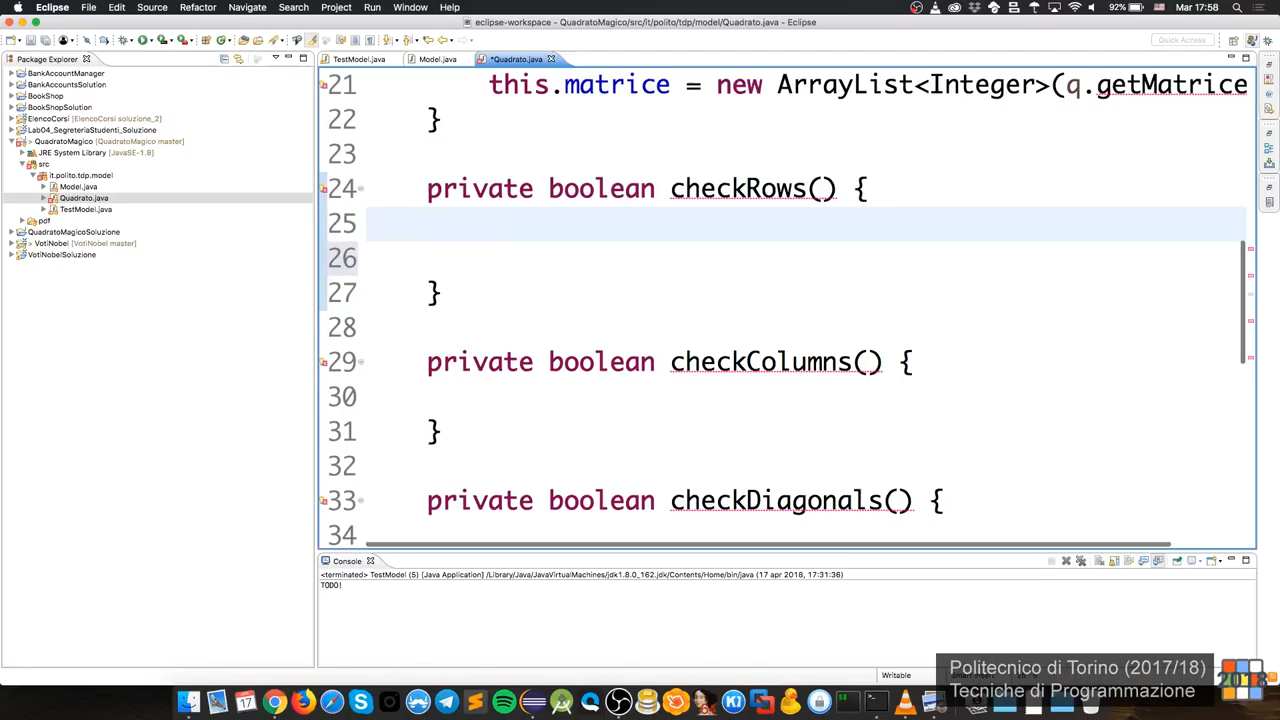 Eclipse File Edit Source Refactor Navigate Search Project Run Window Help
92% Mar 17:58
eclipse-workspace - QuadratoMagico/src/it/polito/tdp/model/Quadrato.java - Eclipse
Quick Access
Package Explorer
TestModel.java Model.java *Quadrato.java
BankAccountManager
BankAccountsSolution
BookShop
BookShopSolution
ElencoCorsi [ElencoCorsi soluzione_2]
Lab04_SegreteriaStudenti_Soluzione
> QuadratoMagico [QuadratoMagico master]
JRE System Library [JavaSE-1.8]
src
it.polito.tdp.model
Model.java
Quadrato.java
TestModel.java
pdf
QuadratoMagicoSoluzione
> VotiNobel [VotiNobel master]
VotiNobelSoluzione
21 this.matrice = new ArrayList<Integer>(q.getMatrice
22 }
23
24 private boolean checkRows() {
25
26
27 }
28
29 private boolean checkColumns() {
30
31 }
32
33 private boolean checkDiagonals() {
34
Console
<terminated> TestModel (5) [Java Application] /Library/Java/JavaVirtualMachines/jdk1.8.0_162.jdk/Contents/Home/bin/java (17 apr 2018, 17:31:36)
TODO!
Writable
Politecnico di Torino (2017/18)
Tecniche di Programmazione
2018